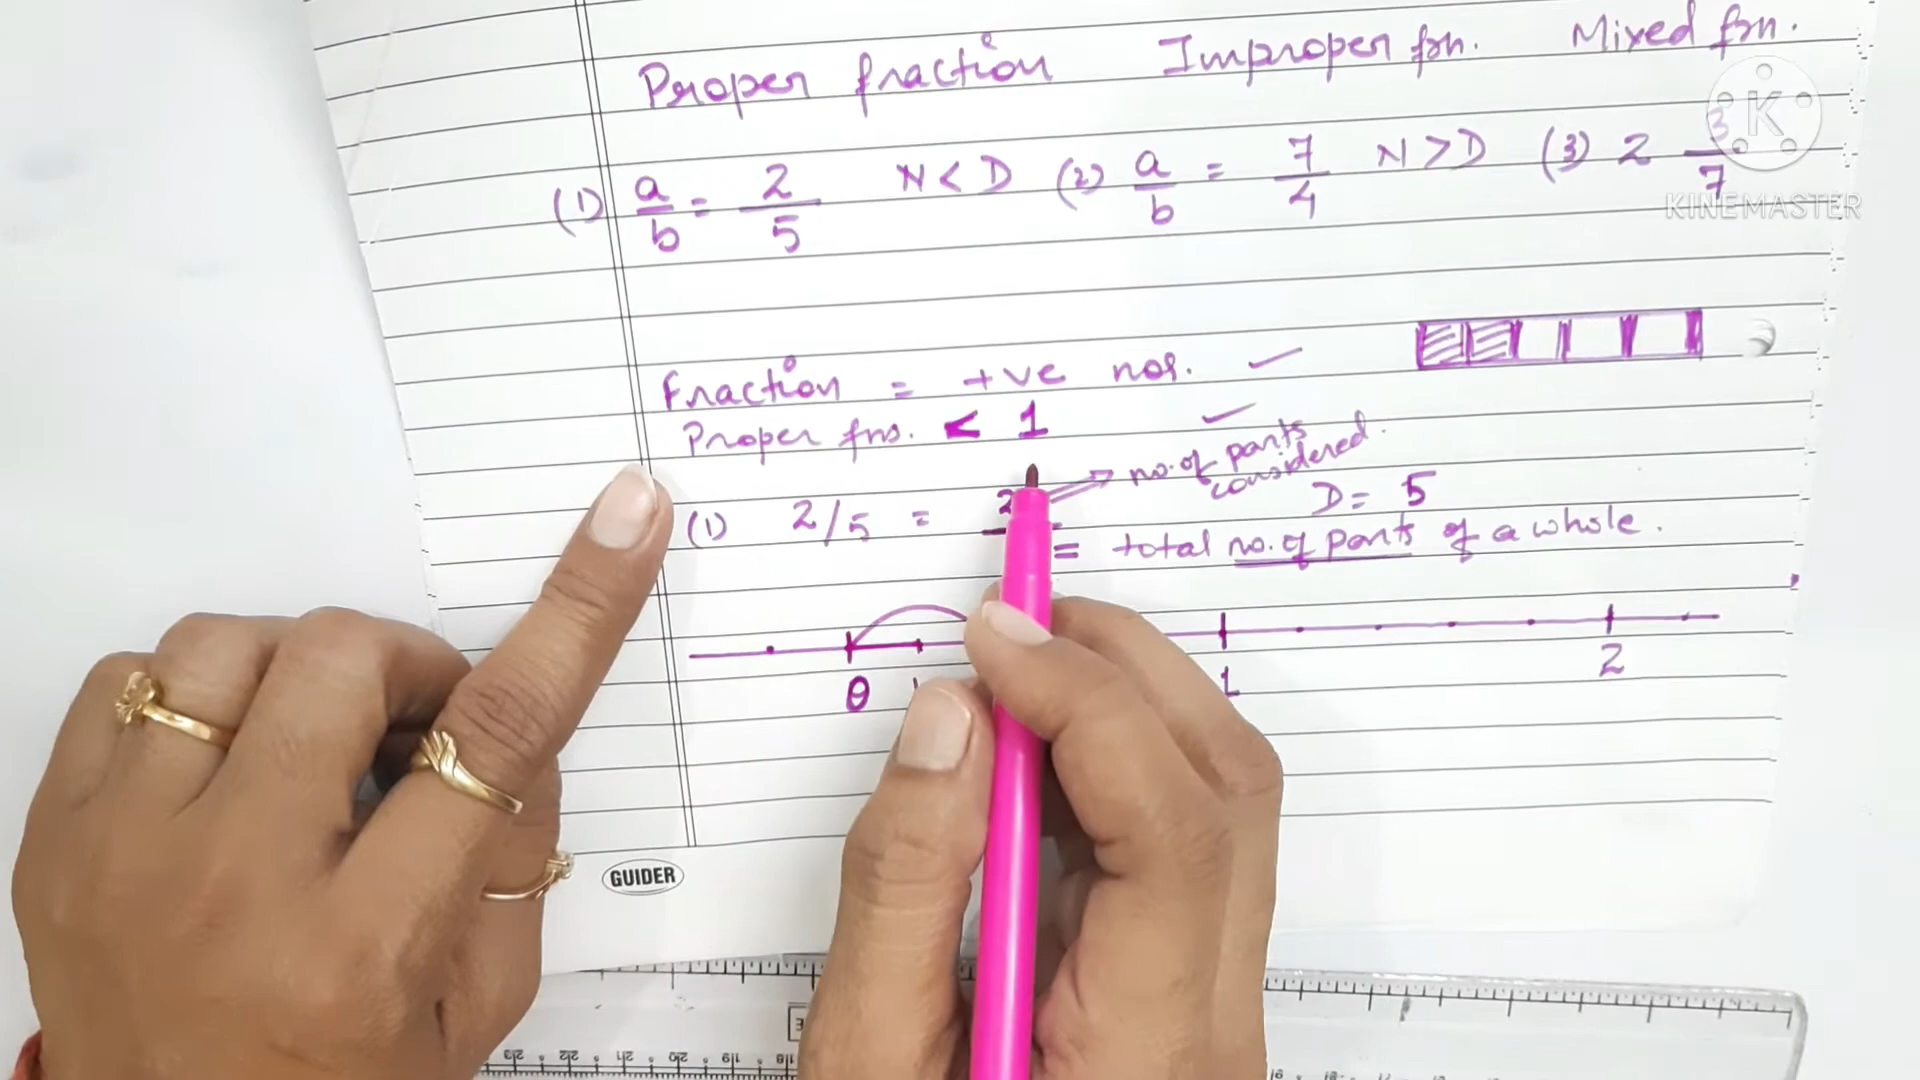 Proper fraction Improper frn. Mixed frn.
(1) a/b = 2/5 N < D (2) a/b = 7/4 N > D (3) 2 3/7
KINEMASTER
Fraction = +ve nos.
Proper frns. < 1
no. of parts
considered.
(1) 2/5 = 2
D = 5
= total no. of parts of a whole.
0 1 2
GUIDER